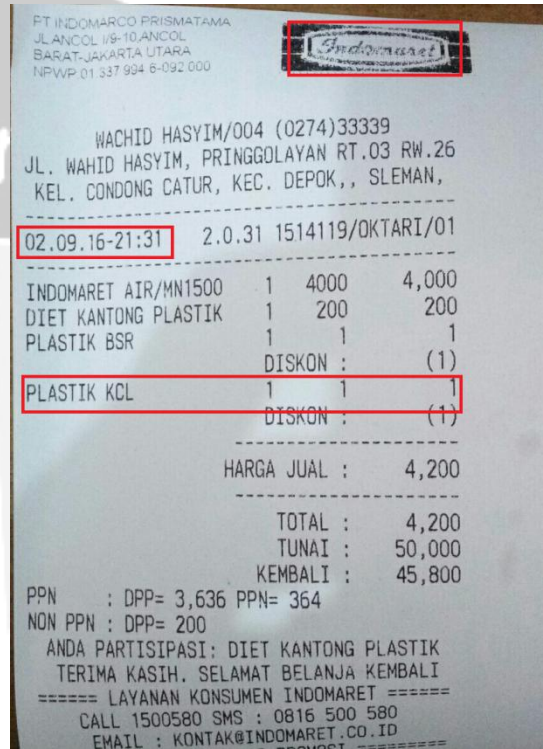 PT INDOMARCO PRISMATAMA
JL.ANCOL I/9-10,ANCOL
BARAT-JAKARTA UTARA
NPWP 01 337 994 6-092.000
Indomaret
WACHID HASYIM/004 (0274)33339
JL. WAHID HASYIM, PRINGGOLAYAN RT.03 RW.26
KEL. CONDONG CATUR, KEC. DEPOK,, SLEMAN,
02.09.16-21:31 2.0.31 1514119/OKTARI/01
INDOMARET AIR/MN1500 1 4000 4,000
DIET KANTONG PLASTIK 1 200 200
PLASTIK BSR 1 1 1
DISKON : (1)
PLASTIK KCL 1 1 1
DISKON : (1)
HARGA JUAL : 4,200
TOTAL : 4,200
TUNAI : 50,000
KEMBALI : 45,800
PPN : DPP= 3,636 PPN= 364
NON PPN : DPP= 200
ANDA PARTISIPASI: DIET KANTONG PLASTIK
TERIMA KASIH. SELAMAT BELANJA KEMBALI
====== LAYANAN KONSUMEN INDOMARET ======
CALL 1500580 SMS : 0816 500 580
EMAIL : KONTAK@INDOMARET.CO.ID